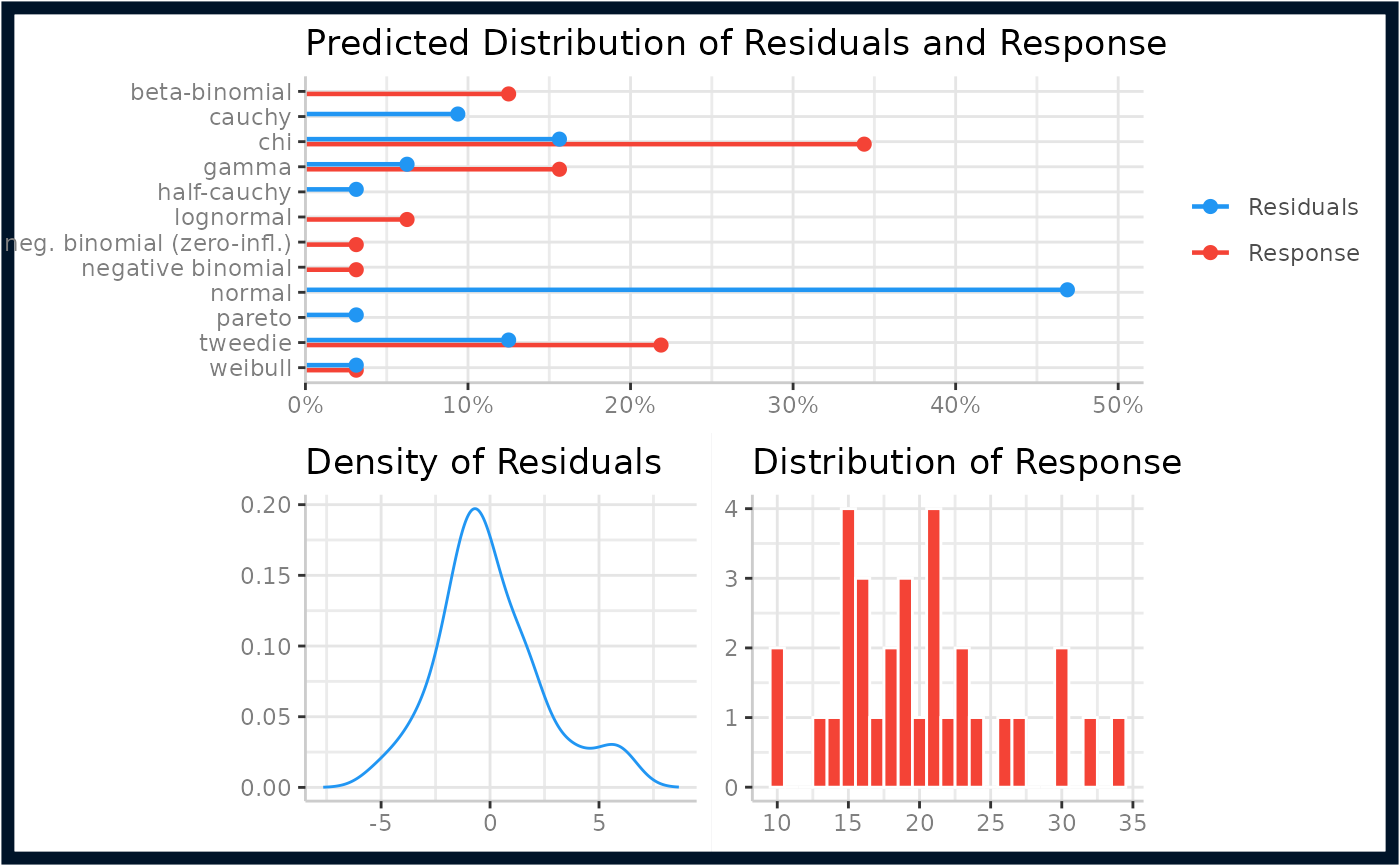 Predicted Distribution of Residuals and Response
beta-binomial
cauchy
chi
gamma
half-cauchy
lognormal
neg. binomial (zero-infl.)
negative binomial
normal
pareto
tweedie
weibull
0% 10% 20% 30% 40% 50%
Residuals
Response
Density of Residuals
0.20
0.15
0.10
0.05
0.00
-5 0 5
Distribution of Response
4
3
2
1
0
10 15 20 25 30 35